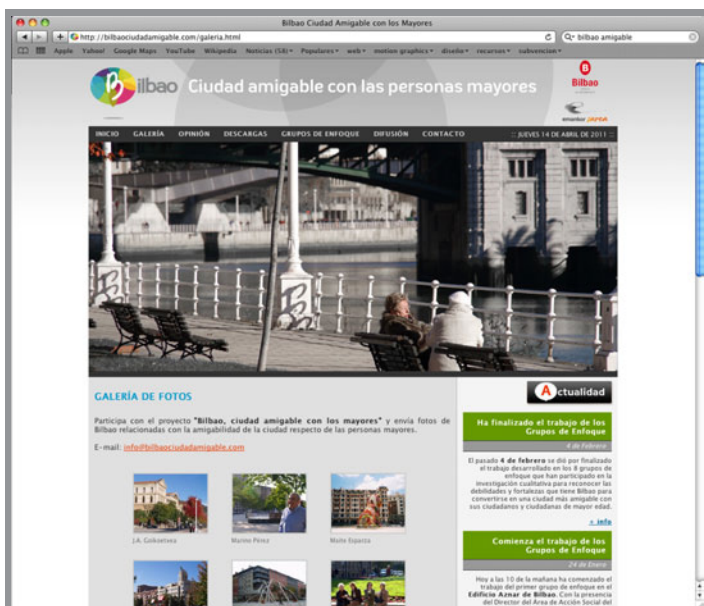 Bilbao Ciudad Amigable con los Mayores
http://bilbaociudadamigable.com/galeria.html
bilbao amigable
Apple Yahoo! Google Maps YouTube Wikipedia Noticias (58) Populares web motion graphics diseño recursos subvencion
Bilbao Ciudad amigable con las personas mayores
Bilbao
INICIO GALERÍA OPINIÓN DESCARGAS GRUPOS DE ENFOQUE DIFUSIÓN CONTACTO :: JUEVES 14 DE ABRIL DE 2011 ::
GALERÍA DE FOTOS
Participa con el proyecto "Bilbao, ciudad amigable con los mayores" y envía fotos de
Bilbao relacionadas con la amigabilidad de la ciudad respecto de las personas mayores.
E-mail: info@bilbaociudadamigable.com
J.A. Goikoetxea Marino Pérez Maite Esparza
Actualidad
Ha finalizado el trabajo de los
Grupos de Enfoque
4 de Febrero
El pasado 4 de febrero se dió por finalizado
el trabajo desarrollado en los 8 grupos de
enfoque que han participado en la
investigación cualitativa para reconocer las
debilidades y fortalezas que tiene Bilbao para
convertirse en una ciudad más amigable con
sus ciudadanos y ciudadanas de mayor edad.
+ info
Comienza el trabajo de los
Grupos de Enfoque
24 de Enero
Hoy a las 10 de la mañana ha comenzado el
trabajo del primer grupo de enfoque en el
Edificio Aznar de Bilbao. Con la presencia
del Director del Area de Acción Social del